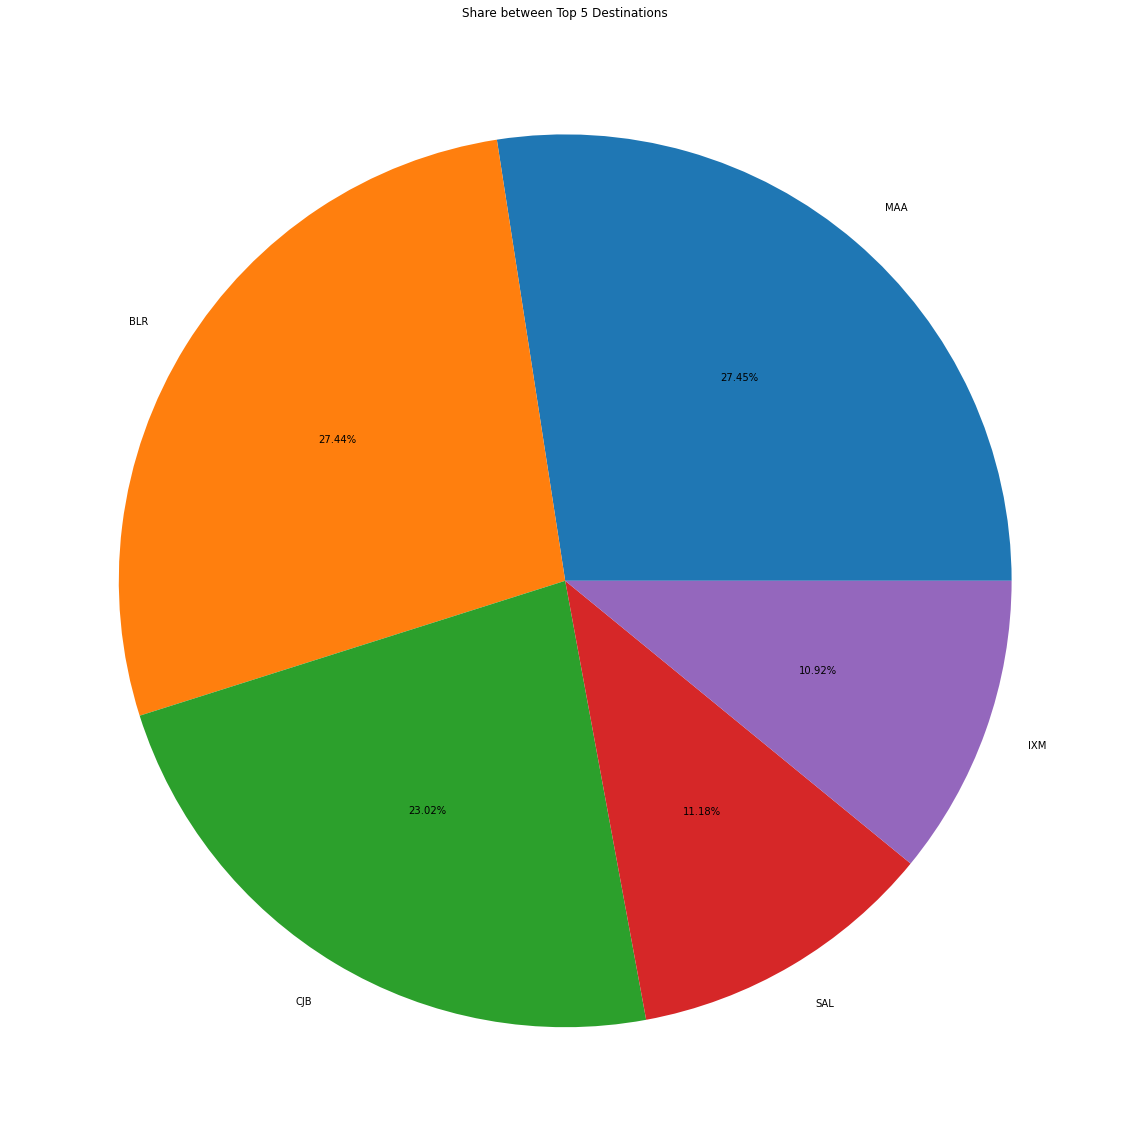 Share between Top 5 Destinations
MAA
BLR
27.45%
27.44%
10.92%
IXM
23.02%
11.18%
CJB
SAL